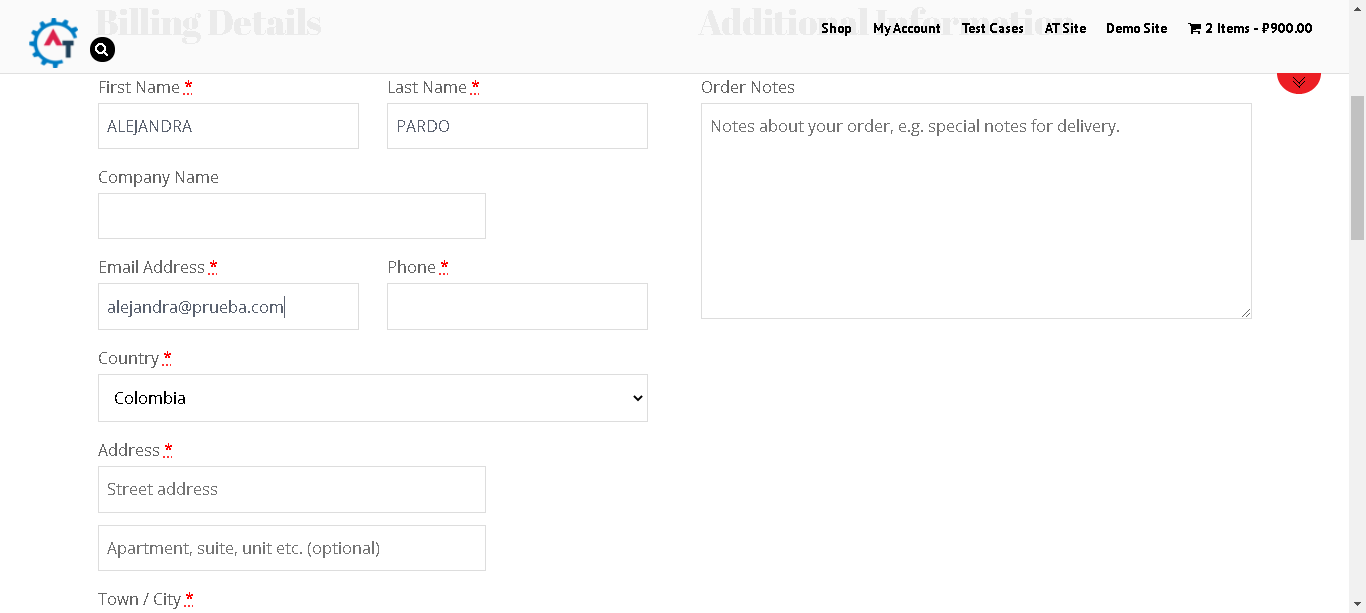 Billing Details
Additional Information
AT
Shop My Account Test Cases AT Site Demo Site 2 Items - ₽900.00
First Name *
Last Name *
ALEJANDRA
PARDO
Company Name
Email Address *
Phone *
alejandra@prueba.com
Country *
Colombia
Address *
Street address
Apartment, suite, unit etc. (optional)
Town / City *
Order Notes
Notes about your order, e.g. special notes for delivery.